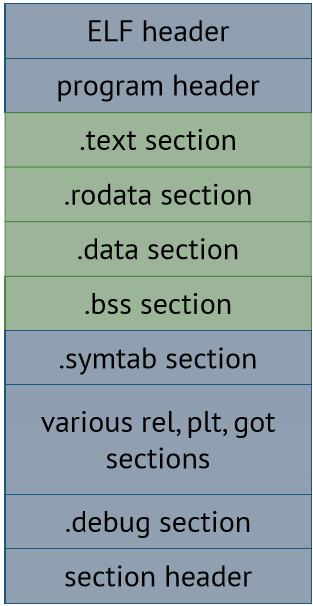 ELF header
program header
.text section
.rodata section
.data section
.bss section
.symtab section
various rel, plt, got
sections
.debug section
section header